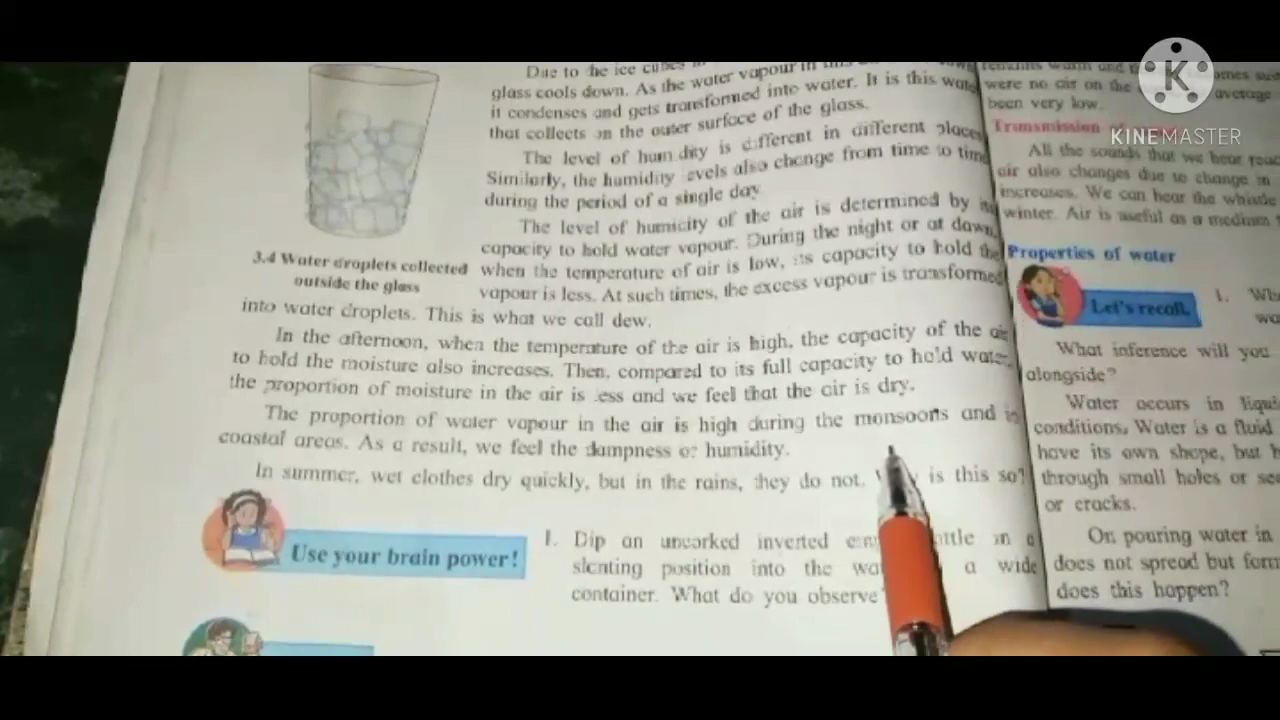 Due to the ice cubes in
glass cools down. As the water vapour in this
it condenses and gets transformed into water. It is this
that collects on the outer surface of the glass.
The level of humidity is different in different places
Similarly, the humidity levels also change from time to time
during the period of a single day
The level of humidity of the air is determined by its
capacity to hold water vapour. During the night or at dawn,
when the temperature of air is low, its capacity to hold the
vapour is less. At such times, the excess vapour is transformed
3.4 Water droplets collected
outside the glass
into water droplets. This is what we call dew.
In the afternoon, when the temperature of the air is high, the capacity of the air
to hold the moisture also increases. Then, compared to its full capacity to hold water,
the proportion of moisture in the air is less and we feel that the air is dry.
The proportion of water vapour in the air is high during the monsoons and in
coastal areas. As a result, we feel the dampness or humidity.
In summer, wet clothes dry quickly, but in the rains, they do not. is this so?
Use your brain power!
1. Dip an uncorked inverted in a
slanting position into the a wide
container. What do you observe
remains warm and
were no air on the average
been very low.
Transmission
All the sounds that we hear
air also changes due to change in
increases. We can hear the whistle
winter. Air is useful as a medium
Properties of water
Let's recall.
1.
What inference will you
alongside?
Water occurs in
conditions. Water is a fluid
have its own shape, but
through small holes or
or cracks.
On pouring water in
does not spread but
does this happen?
K
KINEMASTER